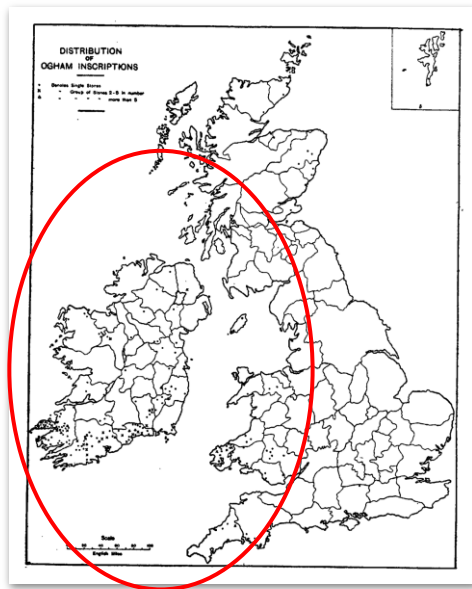 DISTRIBUTION
OF
OGHAM INSCRIPTIONS
Denotes Single Stones
" Group of Stones 2-5 in number
" " " " more than 5
Scale
English Miles